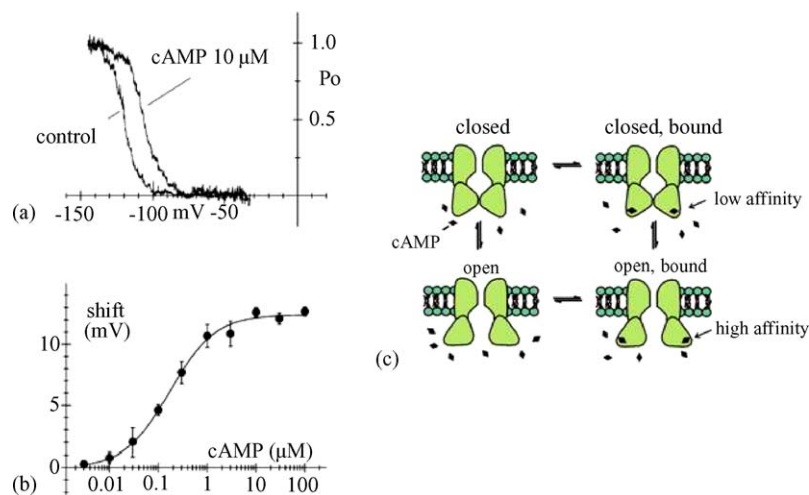 1.0
cAMP 10 μM
Po
control
0.5
(a)
-150
-100
mV
-50
shift
(mV)
10
5
cAMP (μM)
0
0.01
0.1
1
10
100
(b)
closed
closed, bound
low affinity
cAMP
open
open, bound
high affinity
(c)